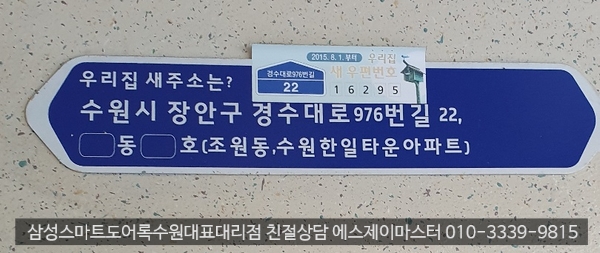 2015. 8. 1. 부터 우리집
새 우편번호
경수대로976번길
22
16295
우리집 새주소는?
수원시 장안구 경수대로976번길 22,
동 호(조원동,수원한일타운아파트)
삼성스마트도어록수원대표대리점 친절상담 에스제이마스터 010-3339-9815